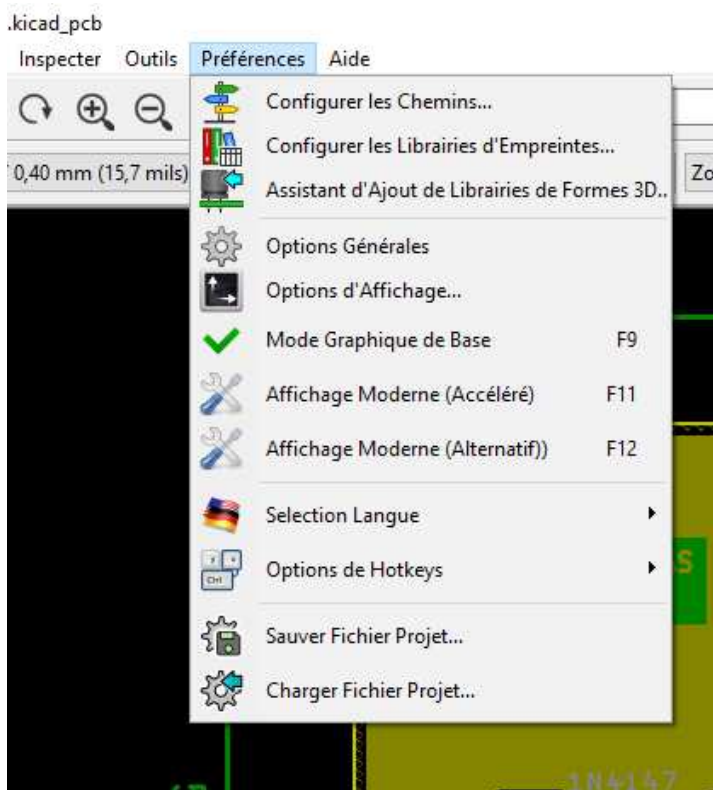 .kicad_pcb
Inspecter Outils Préférences Aide
Configurer les Chemins...
Configurer les Librairies d'Empreintes...
0,40 mm (15,7 mils)
Zo
Assistant d'Ajout de Librairies de Formes 3D..
Options Générales
Options d'Affichage...
Mode Graphique de Base F9
Affichage Moderne (Accéléré) F11
Affichage Moderne (Alternatif)) F12
Selection Langue
S
Options de Hotkeys
Ctrl
Sauver Fichier Projet...
Charger Fichier Projet...
1N4147